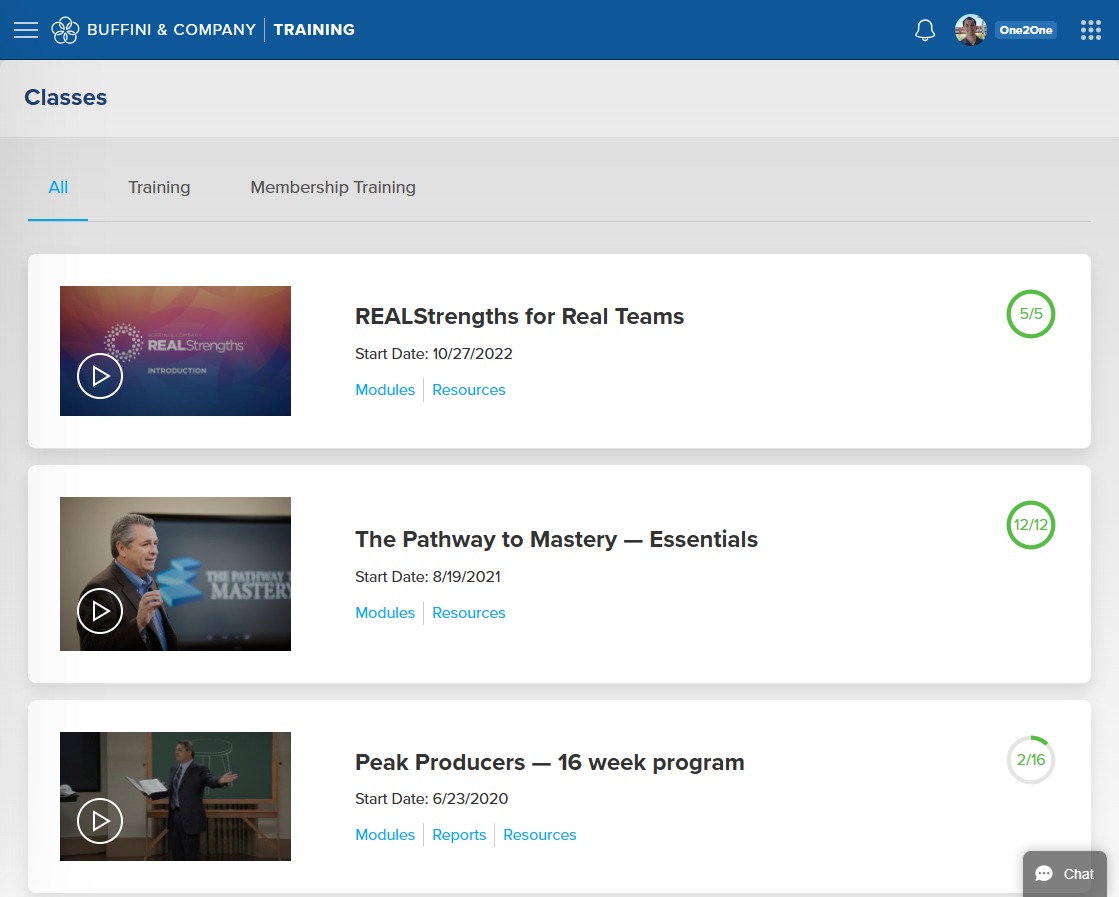 BUFFINI & COMPANY | TRAINING
One2One
Classes
All
Training
Membership Training
BUFFINI & COMPANY
REALStrengths
INTRODUCTION
REALStrengths for Real Teams
5/5
Start Date: 10/27/2022
Modules
Resources
THE PATHWAY T
MASTERY
The Pathway to Mastery — Essentials
12/12
Start Date: 8/19/2021
Modules
Resources
Peak Producers — 16 week program
2/16
Start Date: 6/23/2020
Modules
Reports
Resources
Chat